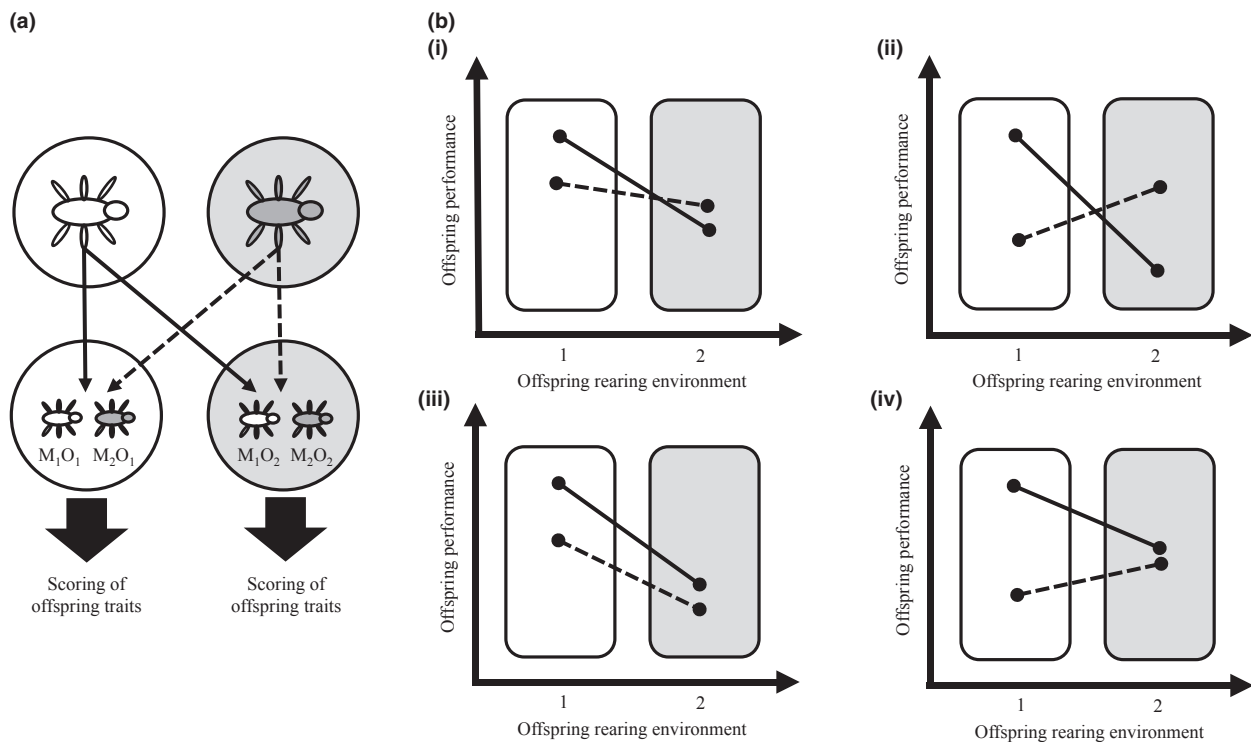 (a)
M₁O₁ M₂O₁
M₁O₂ M₂O₂
Scoring of
offspring traits
Scoring of
offspring traits
(b)
(i)
Offspring performance
1 2
Offspring rearing environment
(ii)
Offspring performance
1 2
Offspring rearing environment
(iii)
Offspring performance
1 2
Offspring rearing environment
(iv)
Offspring performance
1 2
Offspring rearing environment